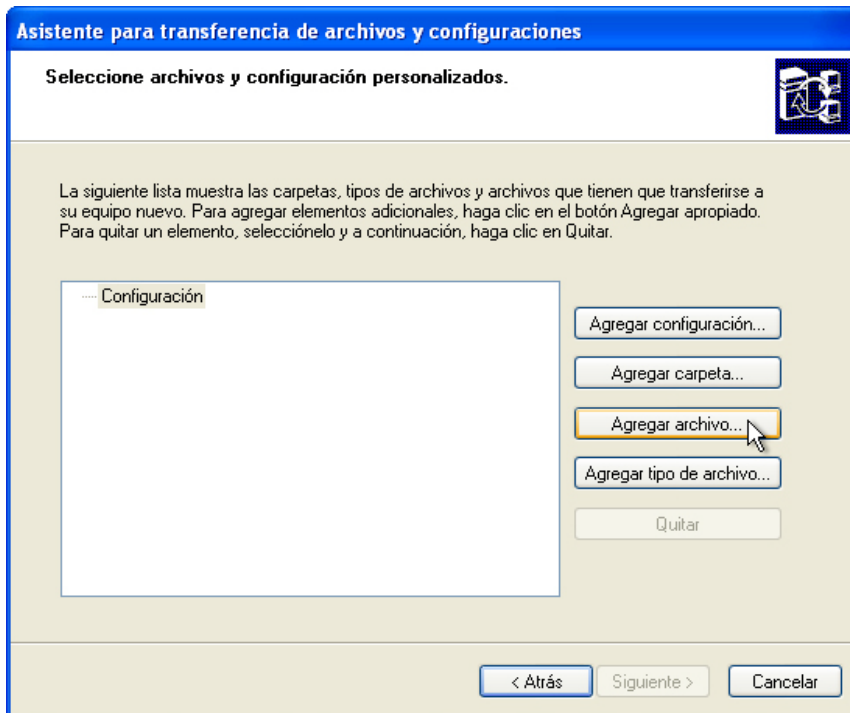 Asistente para transferencia de archivos y configuraciones
Seleccione archivos y configuración personalizados.
La siguiente lista muestra las carpetas, tipos de archivos y archivos que tienen que transferirse a
su equipo nuevo. Para agregar elementos adicionales, haga clic en el botón Agregar apropiado.
Para quitar un elemento, selecciónelo y a continuación, haga clic en Quitar.
Configuración
Agregar configuración...
Agregar carpeta...
Agregar archivo...
Agregar tipo de archivo...
Quitar
< Atrás
Siguiente >
Cancelar